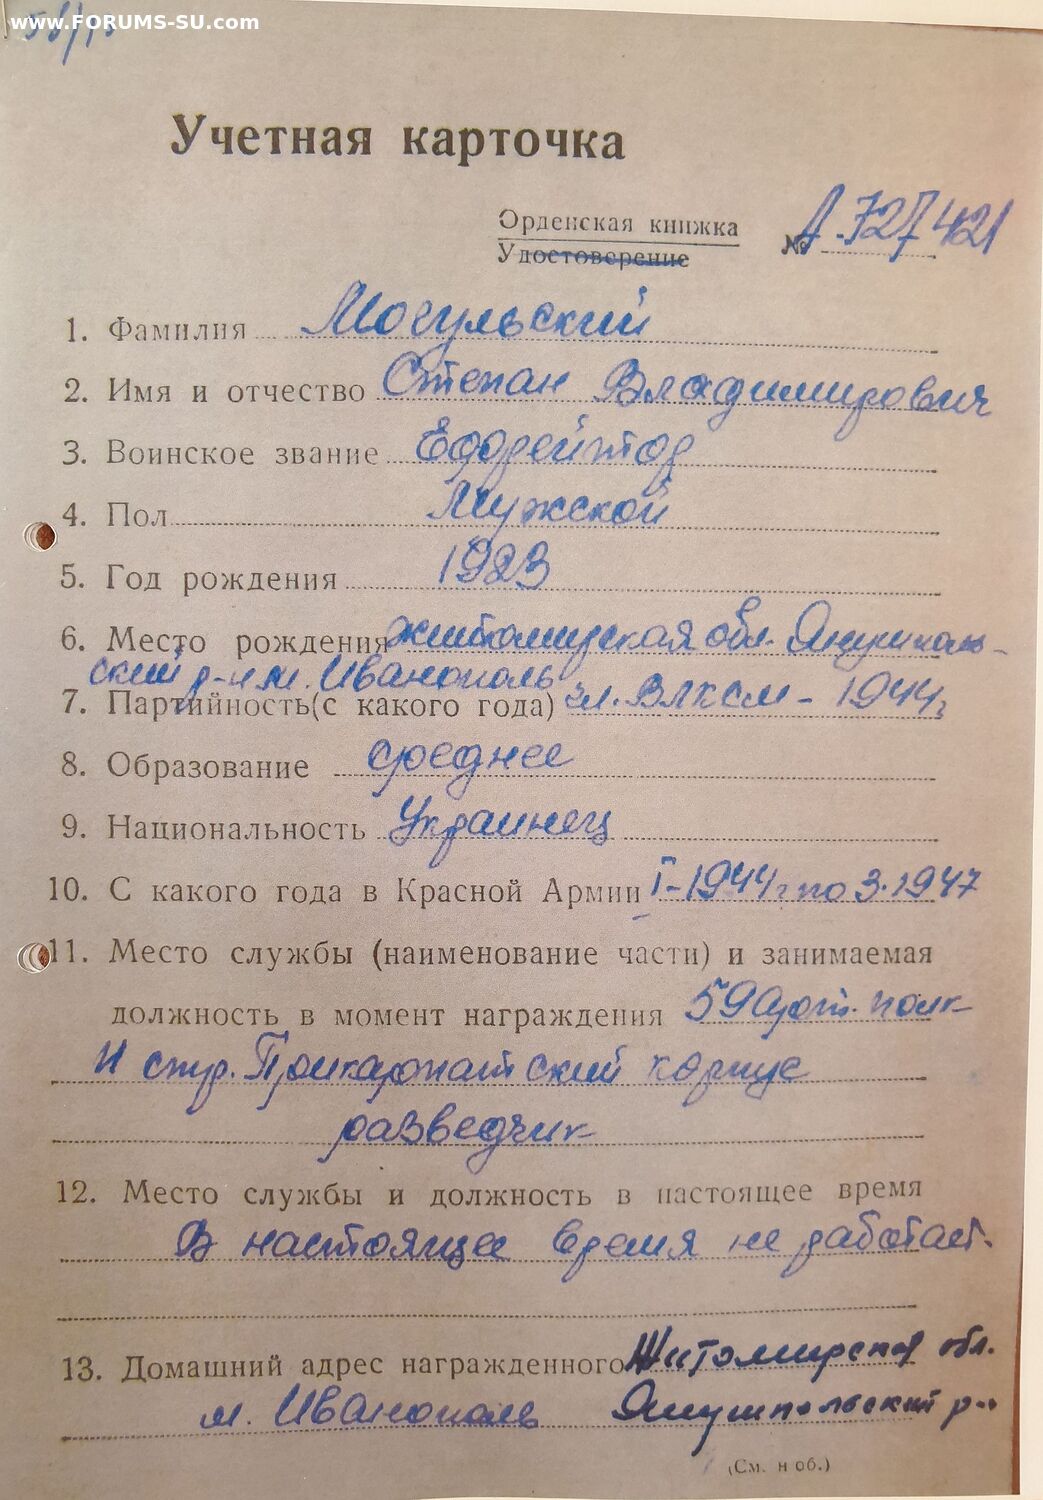 www.FORUMS-SU.com
Учетная карточка
Орденская книжка
Удостоверение
№ А-727421
1. Фамилия Могульский
2. Имя и отчество Степан Владимирович
3. Воинское звание Ефрейтор
4. Пол Мужской
5. Год рождения 1923
6. Место рождения Житомирская обл. Янушполь-
ский р-н м. Иванополь
7. Партийность (с какого года) чл. ВЛКСМ - 1944г
8. Образование среднее
9. Национальность Украинец
10. С какого года в Красной Армии I-1944г по 3.1947
11. Место службы (наименование части) и занимаемая
должность в момент награждения 59 арт. полк
11 стр. Прикарпатский корпус
разведчик
12. Место службы и должность в настоящее время
В настоящее время не работает.
13. Домашний адрес награжденного Житомирская обл.
м. Иванополь Янушпольский р-н
(См. н об.)